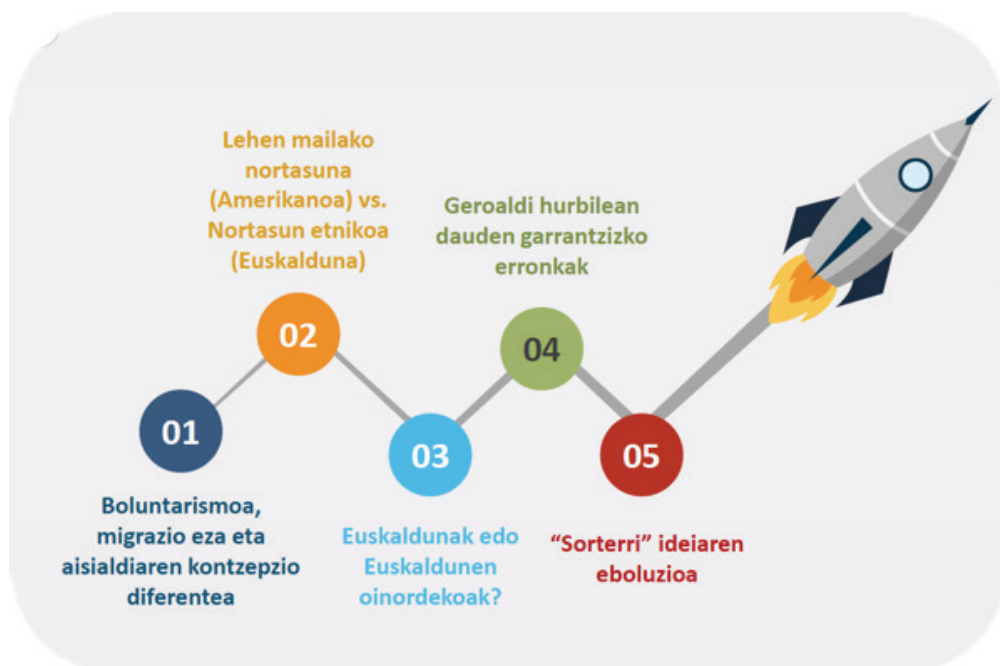 01
Boluntarismoa,
migrazio eza eta
aisialdiaren kontzepzio
diferentea
Lehen mailako
nortasuna
(Amerikanoa) vs.
Nortasun etnikoa
(Euskalduna)
02
03
Euskaldunak edo
Euskaldunen
oinordekoak?
Geroaldi hurbilean
dauden garrantzizko
erronkak
04
05
“Sorterri” ideiaren
eboluzioa